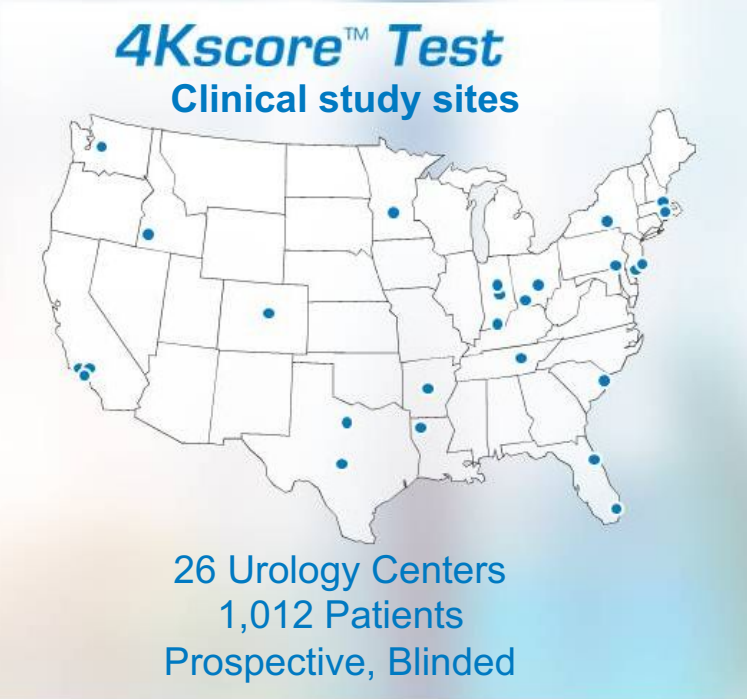 4Kscore™ Test
Clinical study sites
26 Urology Centers
1,012 Patients
Prospective, Blinded